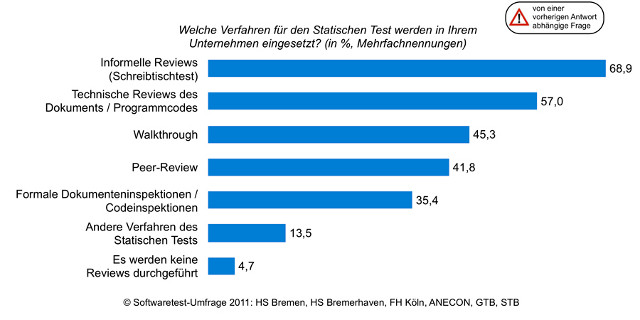 von einer
vorherigen Antwort
abhängige Frage
Welche Verfahren für den Statischen Test werden in Ihrem
Unternehmen eingesetzt? (in %, Mehrfachnennungen)
Informelle Reviews
(Schreibtischtest)
68,9
Technische Reviews des
Dokuments / Programmcodes
57,0
Walkthrough
45,3
Peer-Review
41,8
Formale Dokumenteninspektionen /
Codeinspektionen
35,4
Andere Verfahren des
Statischen Tests
13,5
Es werden keine
Reviews durchgeführt
4,7
© Softwaretest-Umfrage 2011: HS Bremen, HS Bremerhaven, FH Köln, ANECON, GTB, STB